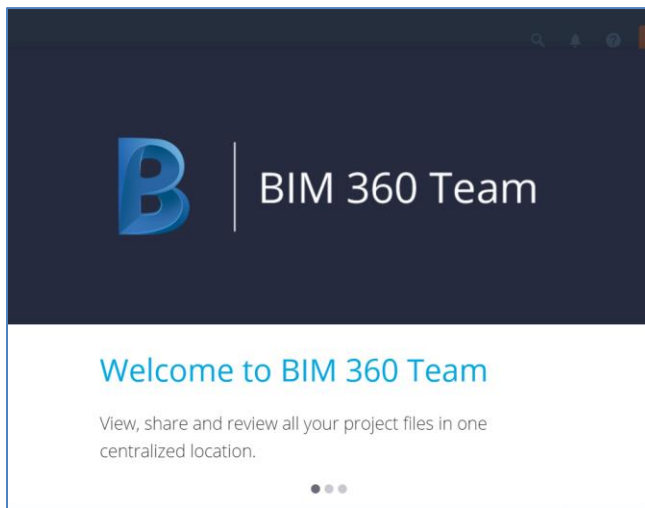 BIM 360 Team
Welcome to BIM 360 Team
View, share and review all your project files in one
centralized location.